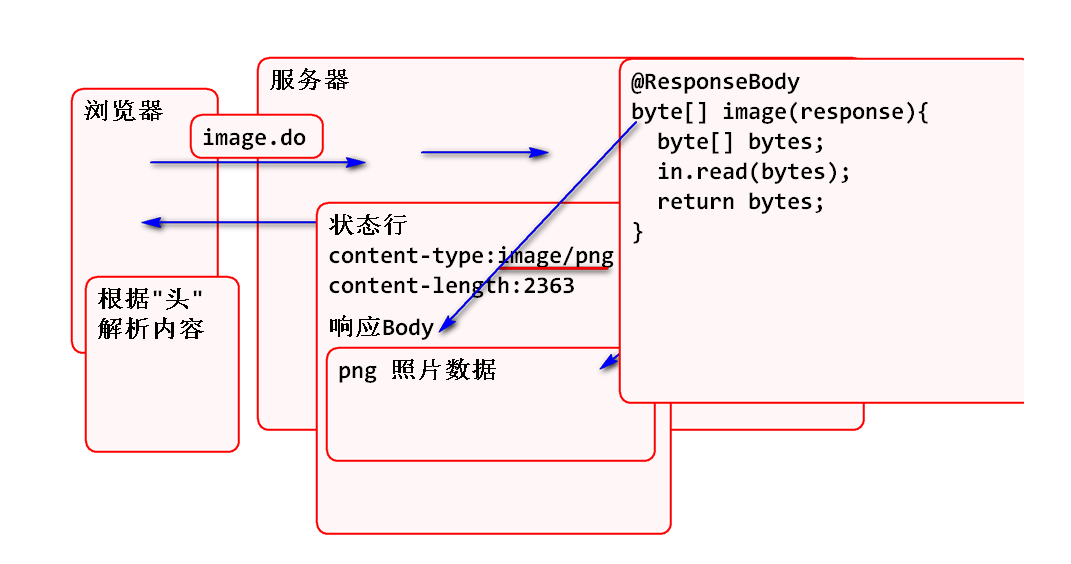 服务器
@ResponseBody
byte[] image(response){
byte[] bytes;
in.read(bytes);
return bytes;
}
浏览器
image.do
状态行
content-type:image/png
content-length:2363
响应Body
png 照片数据
根据"头"
解析内容